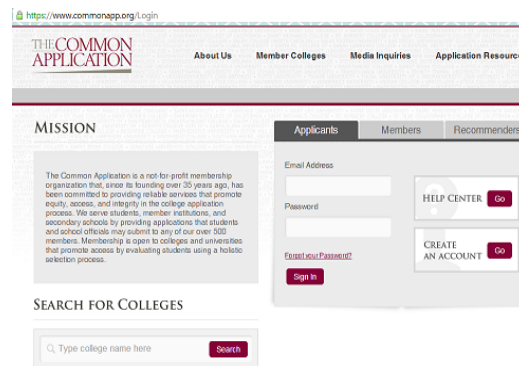 https://www.commonapp.org/Login
THE COMMON
APPLICATION
About Us
Member Colleges
Media Inquiries
Application Resourc
MISSION
The Common Application is a not-for-profit membership
organization that, since its founding over 35 years ago, has
been committed to providing reliable services that promote
equity, access, and integrity in the college application
process. We serve students, member institutions, and
secondary schools by providing applications that students
and school officials may submit to any of our over 500
members. Membership is open to colleges and universities
that promote access by evaluating students using a holistic
selection process.
SEARCH FOR COLLEGES
Type college name here
Search
Applicants
Members
Recommenders
Email Address
Password
Forgot your Password?
Sign In
HELP CENTER
Go
CREATE
AN ACCOUNT
Go